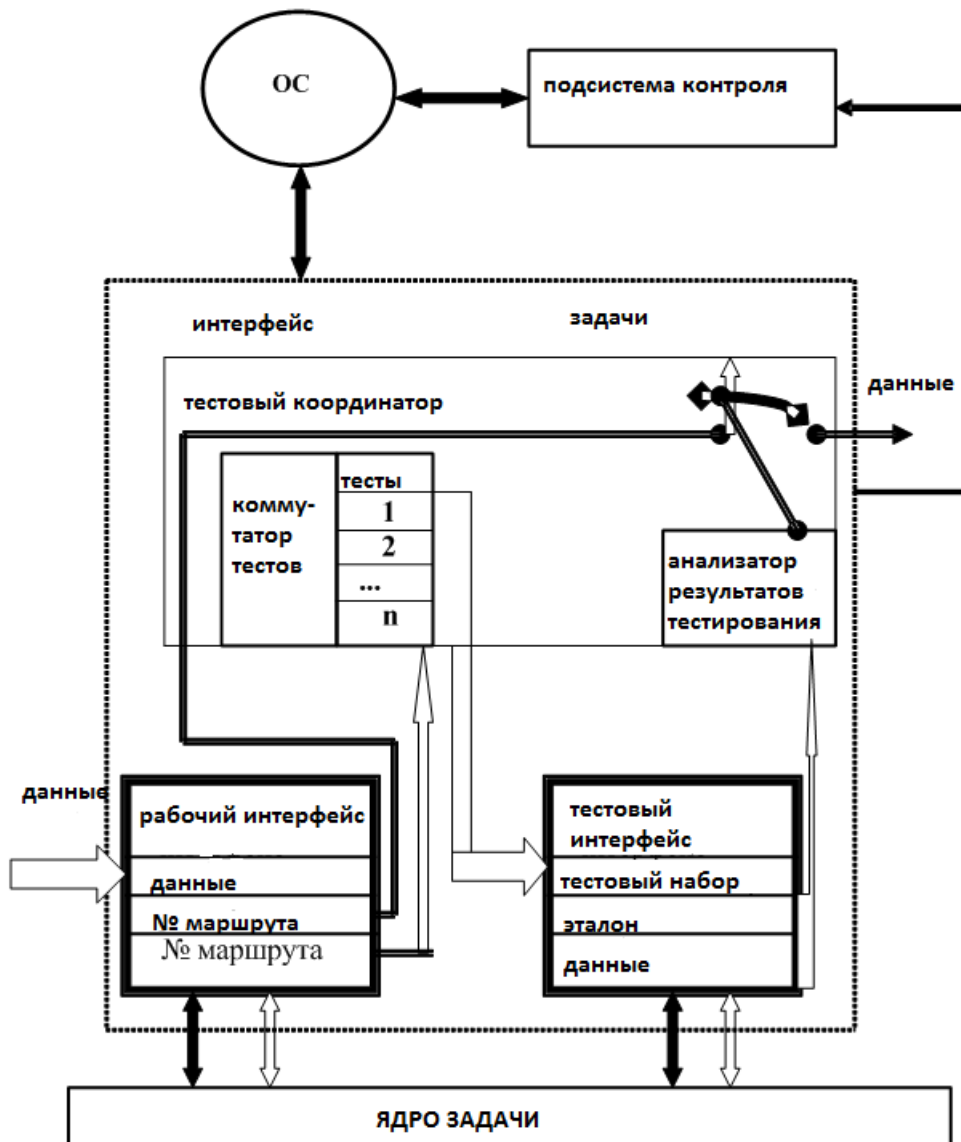 ОС
подсистема контроля
интерфейс задачи
данные
тестовый координатор
тесты
комму-
татор
тестов
1
2
...
n
анализатор
результатов
тестирования
данные
рабочий интерфейс
данные
№ маршрута
№ маршрута
тестовый
интерфейс
тестовый набор
эталон
данные
ЯДРО ЗАДАЧИ